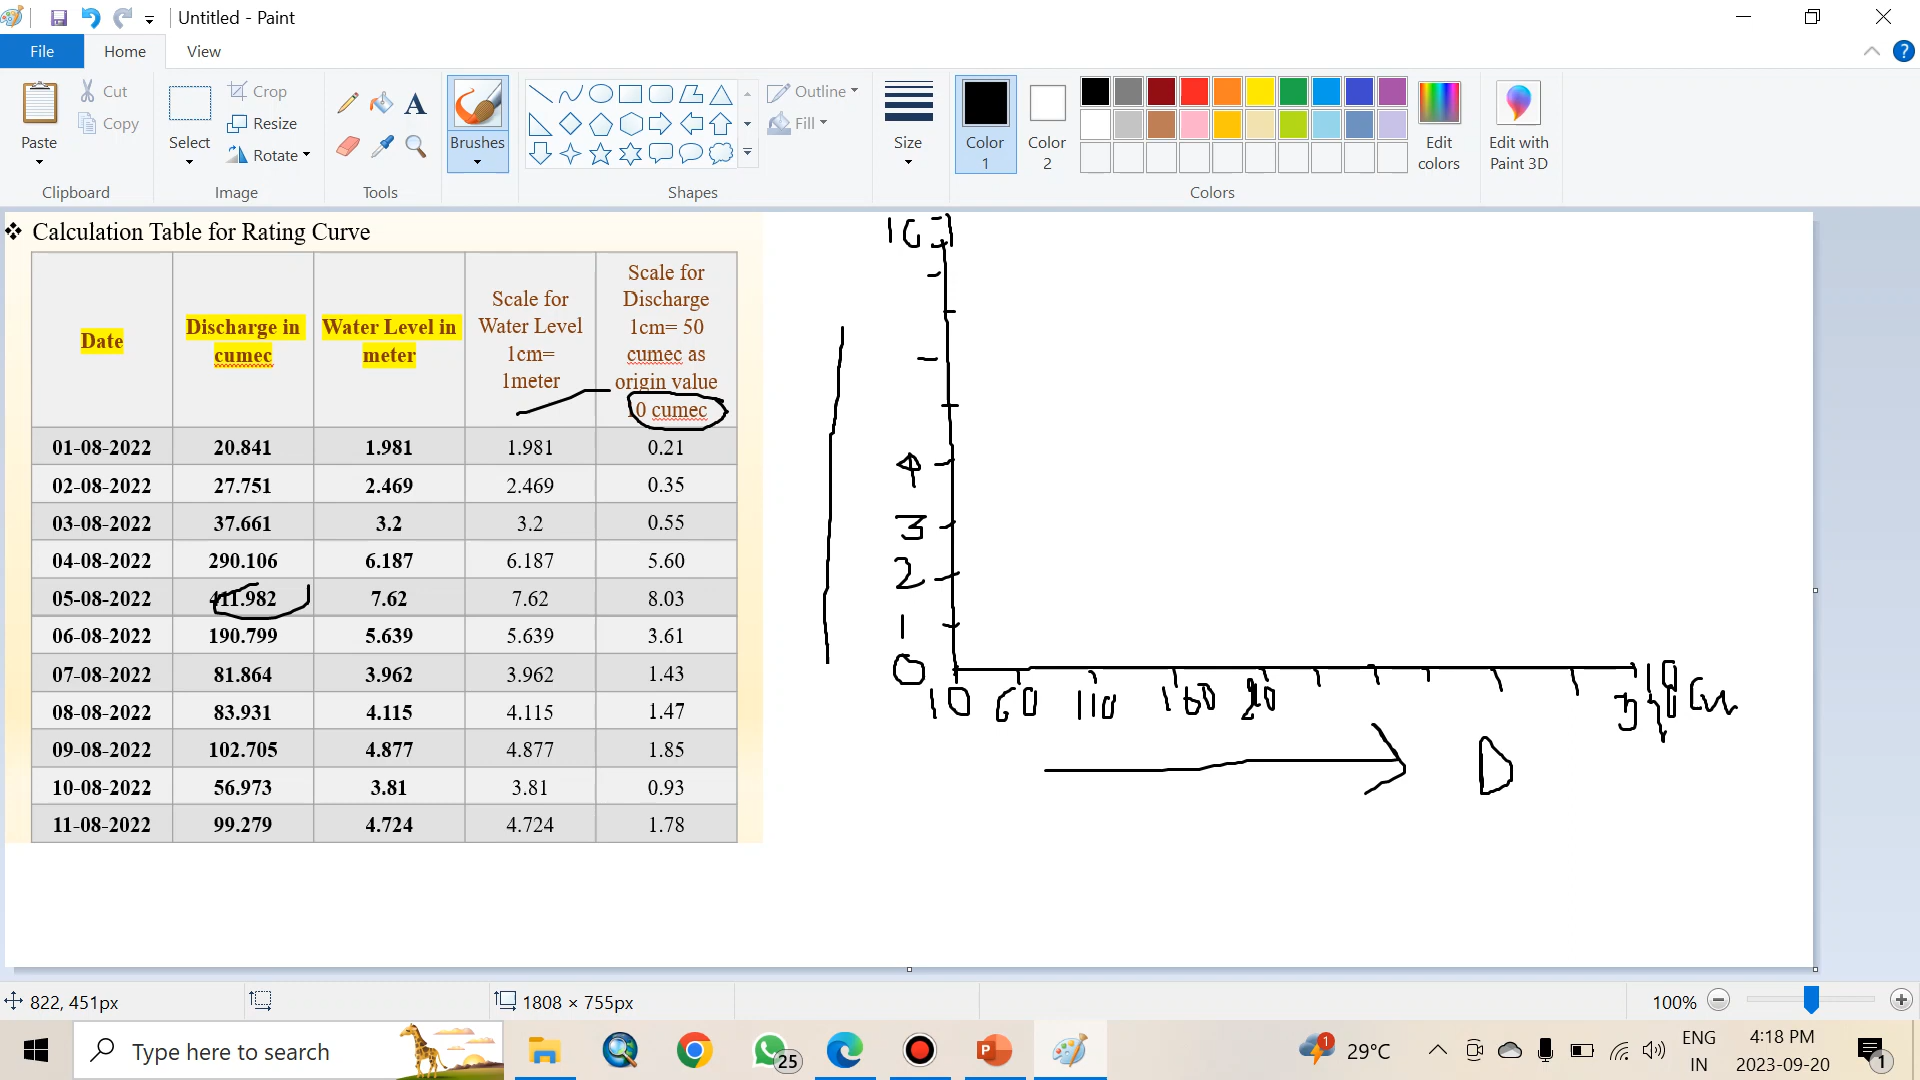 Untitled - Paint
File
Home
View
Paste
Cut
Copy
Clipboard
Select
Crop
Resize
Rotate
Image
Tools
Brushes
Shapes
Outline
Fill
Size
Color 1
Color 2
Edit colors
Colors
Edit with Paint 3D
❖ Calculation Table for Rating Curve
Date
Discharge in
cumec
Water Level in
meter
Scale for
Water Level
1cm=
1meter
Scale for
Discharge
1cm= 50
cumec as
origin value
10 cumec
01-08-2022 20.841 1.981 1.981 0.21
02-08-2022 27.751 2.469 2.469 0.35
03-08-2022 37.661 3.2 3.2 0.55
04-08-2022 290.106 6.187 6.187 5.60
05-08-2022 411.982 7.62 7.62 8.03
06-08-2022 190.799 5.639 5.639 3.61
07-08-2022 81.864 3.962 3.962 1.43
08-08-2022 83.931 4.115 4.115 1.47
09-08-2022 102.705 4.877 4.877 1.85
10-08-2022 56.973 3.81 3.81 0.93
11-08-2022 99.279 4.724 4.724 1.78
4
3
2
1
0
10 60 110 160
D
822, 451px
1808 × 755px
100%
Type here to search
25
1
29°C
ENG
IN
4:18 PM
2023-09-20
1